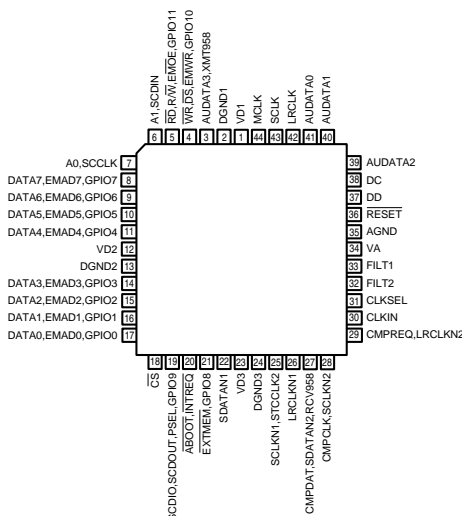 A1,SCDIN
RD,R/W,EMOE,GPIO11
WR,DS,EMWR,GPIO10
AUDATA3,XMT958
DGND1
VD1
MCLK
SCLK
LRCLK
AUDATA0
AUDATA1
6 5 4 3 2 1 44 43 42 41 40
A0,SCCLK 7
DATA7,EMAD7,GPIO7 8
DATA6,EMAD6,GPIO6 9
DATA5,EMAD5,GPIO5 10
DATA4,EMAD4,GPIO4 11
VD2 12
DGND2 13
DATA3,EMAD3,GPIO3 14
DATA2,EMAD2,GPIO2 15
DATA1,EMAD1,GPIO1 16
DATA0,EMAD0,GPIO0 17
39 AUDATA2
38 DC
37 DD
36 RESET
35 AGND
34 VA
33 FILT1
32 FILT2
31 CLKSEL
30 CLKIN
29 CMPREQ,LRCLKN2
18 19 20 21 22 23 24 25 26 27 28
CS
SCDIO,SCDOUT,PSEL,GPIO9
ABOOT,INTREQ
EXTMEM,GPIO8
SDATAN1
VD3
DGND3
SCLKN1,STCCLK2
LRCLKN1
CMPDAT,SDATAN2,RCV958
CMPCLK,SCLKN2